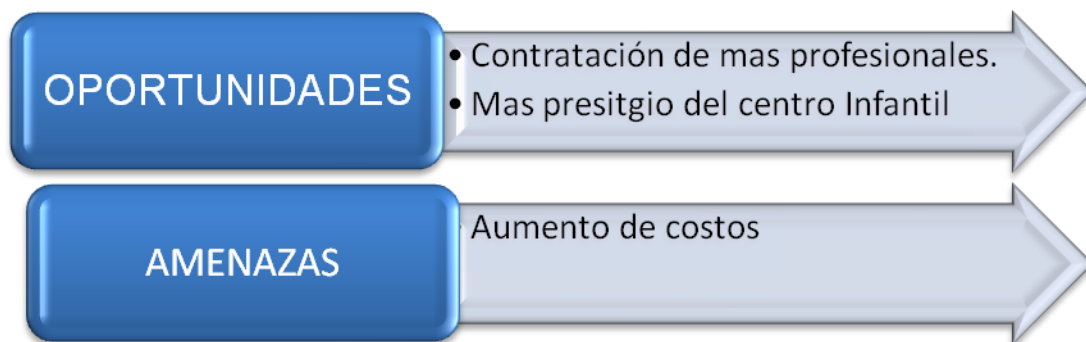 OPORTUNIDADES
• Contratación de mas profesionales.
• Mas presitgio del centro Infantil
AMENAZAS
• Aumento de costos